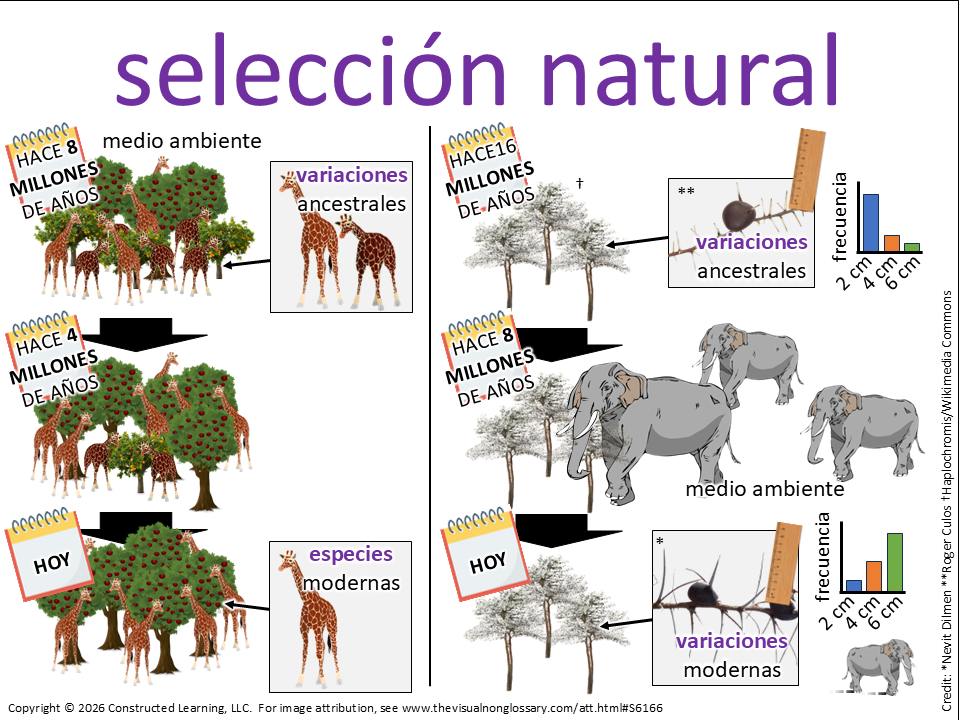 selección natural
HACE 8
MILLONES
DE AÑOS
medio ambiente
variaciones
ancestrales
HACE 4
MILLONES
DE AÑOS
HOY
especies
modernas
HACE16
MILLONES
DE AÑOS
†
**
variaciones
ancestrales
frecuencia
2 cm
4 cm
6 cm
HACE 8
MILLONES
DE AÑOS
medio ambiente
HOY
*
variaciones
modernas
frecuencia
2 cm
4 cm
6 cm
Credit: *Nevit Dilmen **Roger Culos †Haplochromis/Wikimedia Commons
Copyright © 2026 Constructed Learning, LLC. For image attribution, see www.thevisualnonglossary.com/att.html#S6166